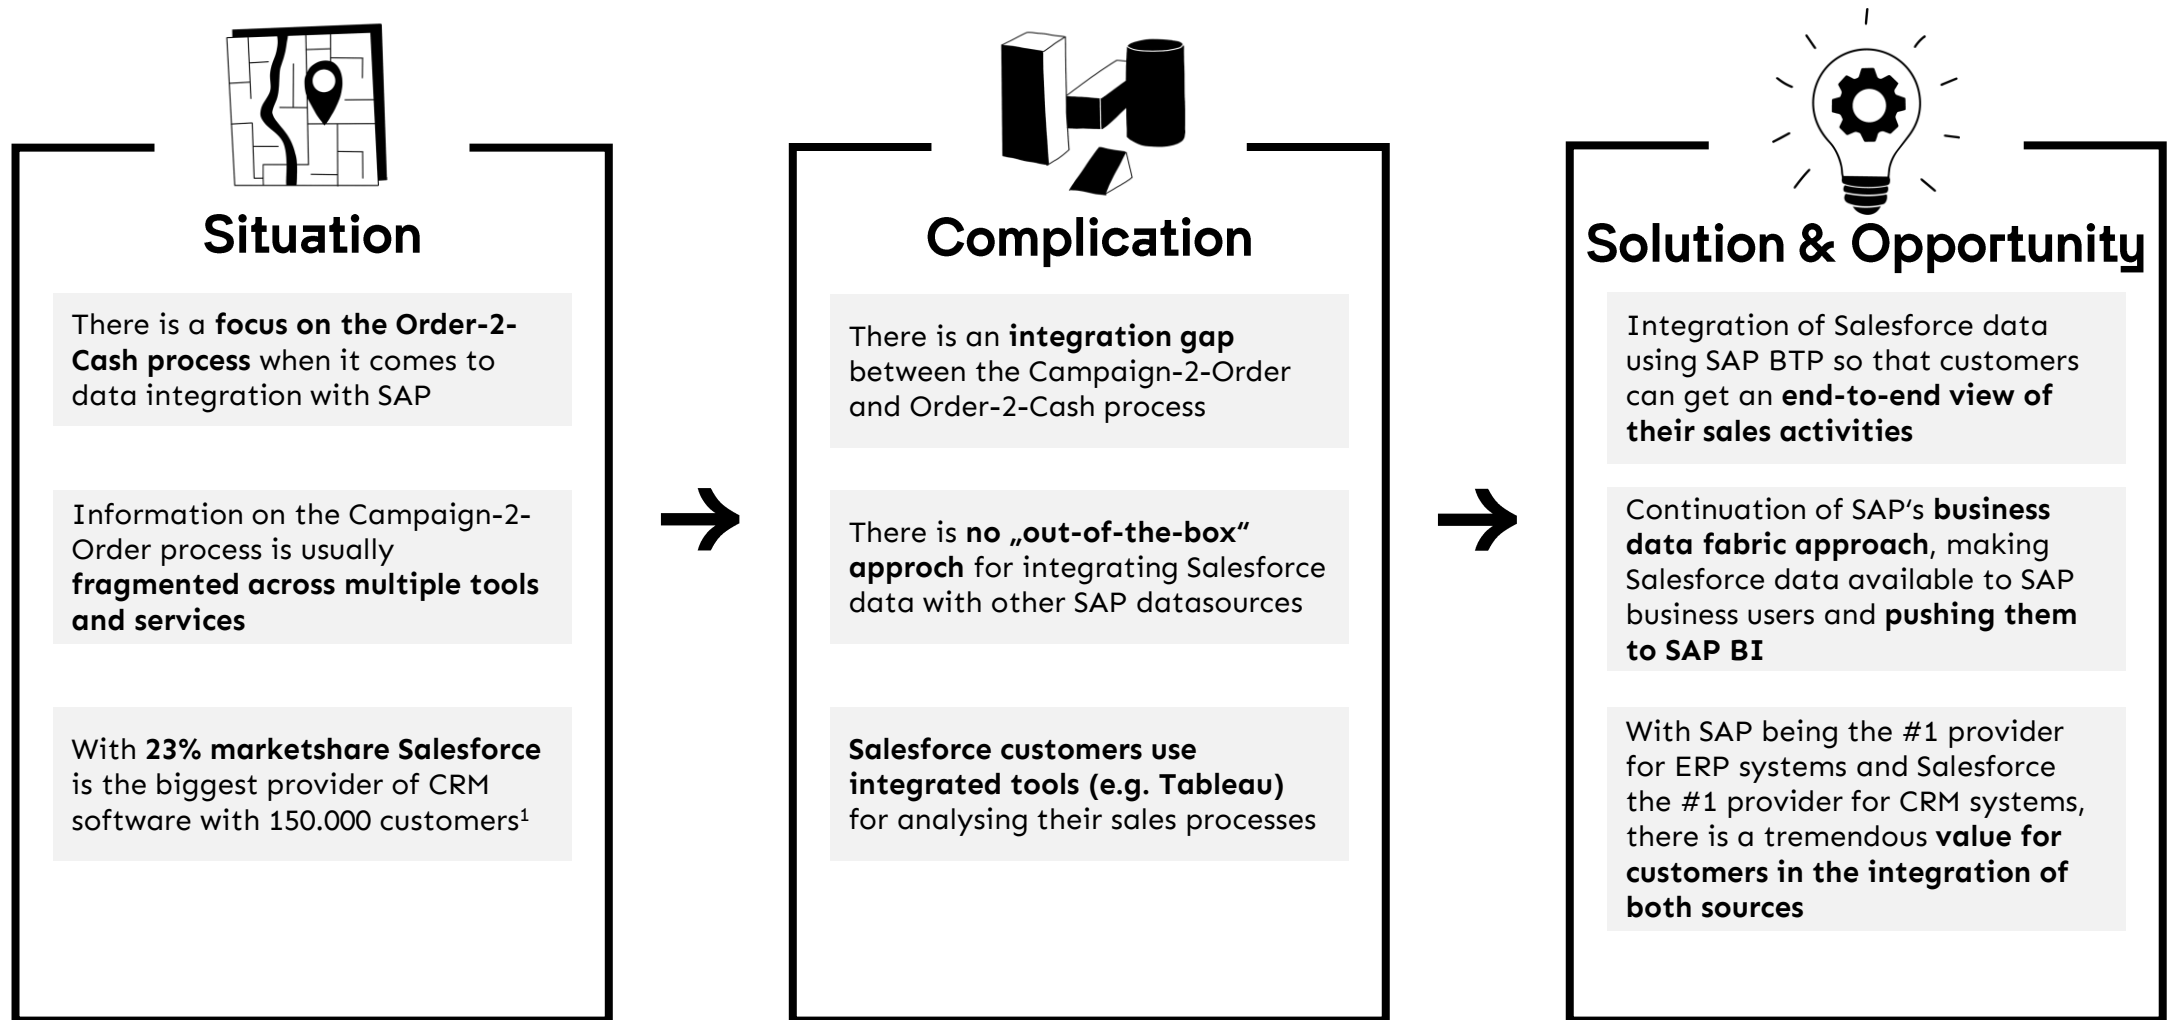 Situation
There is a focus on the Order-2-
Cash process when it comes to
data integration with SAP
Information on the Campaign-2-
Order process is usually
fragmented across multiple tools
and services
With 23% marketshare Salesforce
is the biggest provider of CRM
software with 150.000 customers¹
Complication
There is an integration gap
between the Campaign-2-Order
and Order-2-Cash process
There is no „out-of-the-box“
approch for integrating Salesforce
data with other SAP datasources
Salesforce customers use
integrated tools (e.g. Tableau)
for analysing their sales processes
Solution & Opportunity
Integration of Salesforce data
using SAP BTP so that customers
can get an end-to-end view of
their sales activities
Continuation of SAP‘s business
data fabric approach, making
Salesforce data available to SAP
business users and pushing them
to SAP BI
With SAP being the #1 provider
for ERP systems and Salesforce
the #1 provider for CRM systems,
there is a tremendous value for
customers in the integration of
both sources